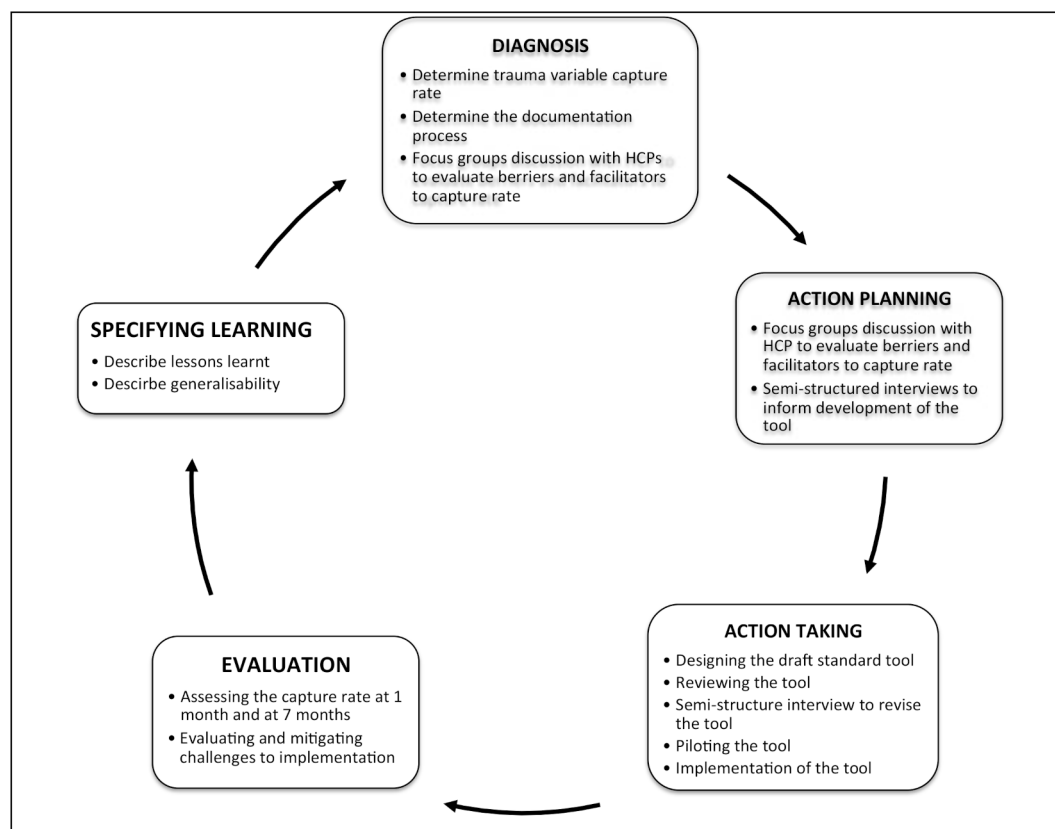 DIAGNOSIS
• Determine trauma variable capture
rate
• Determine the documentation
process
• Focus groups discussion with HCPs
to evaluate berriers and facilitators
to capture rate
ACTION PLANNING
• Focus groups discussion with
HCP to evaluate berriers and
facilitators to capture rate
• Semi-structured interviews to
inform development of the
tool
ACTION TAKING
• Designing the draft standard tool
• Reviewing the tool
• Semi-structure interview to revise
the tool
• Piloting the tool
• Implementation of the tool
EVALUATION
• Assessing the capture rate at 1
month and at 7 months
• Evaluating and mitigating
challenges to implementation
SPECIFYING LEARNING
• Describe lessons learnt
• Descirbe generalisability